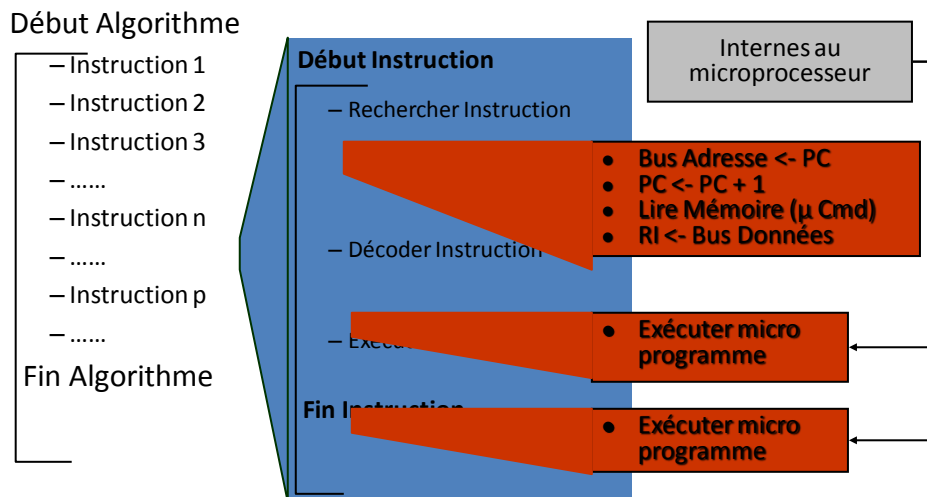 Début Algorithme
– Instruction 1
– Instruction 2
– Instruction 3
– ……
– Instruction n
– ……
– Instruction p
– ……
Fin Algorithme
Début Instruction
– Rechercher Instruction
– Décoder Instruction
Fin Instruction
Internes au
microprocesseur
• Bus Adresse <- PC
• PC <- PC + 1
• Lire Mémoire (µ Cmd)
• RI <- Bus Données
• Exécuter micro
programme
• Exécuter micro
programme